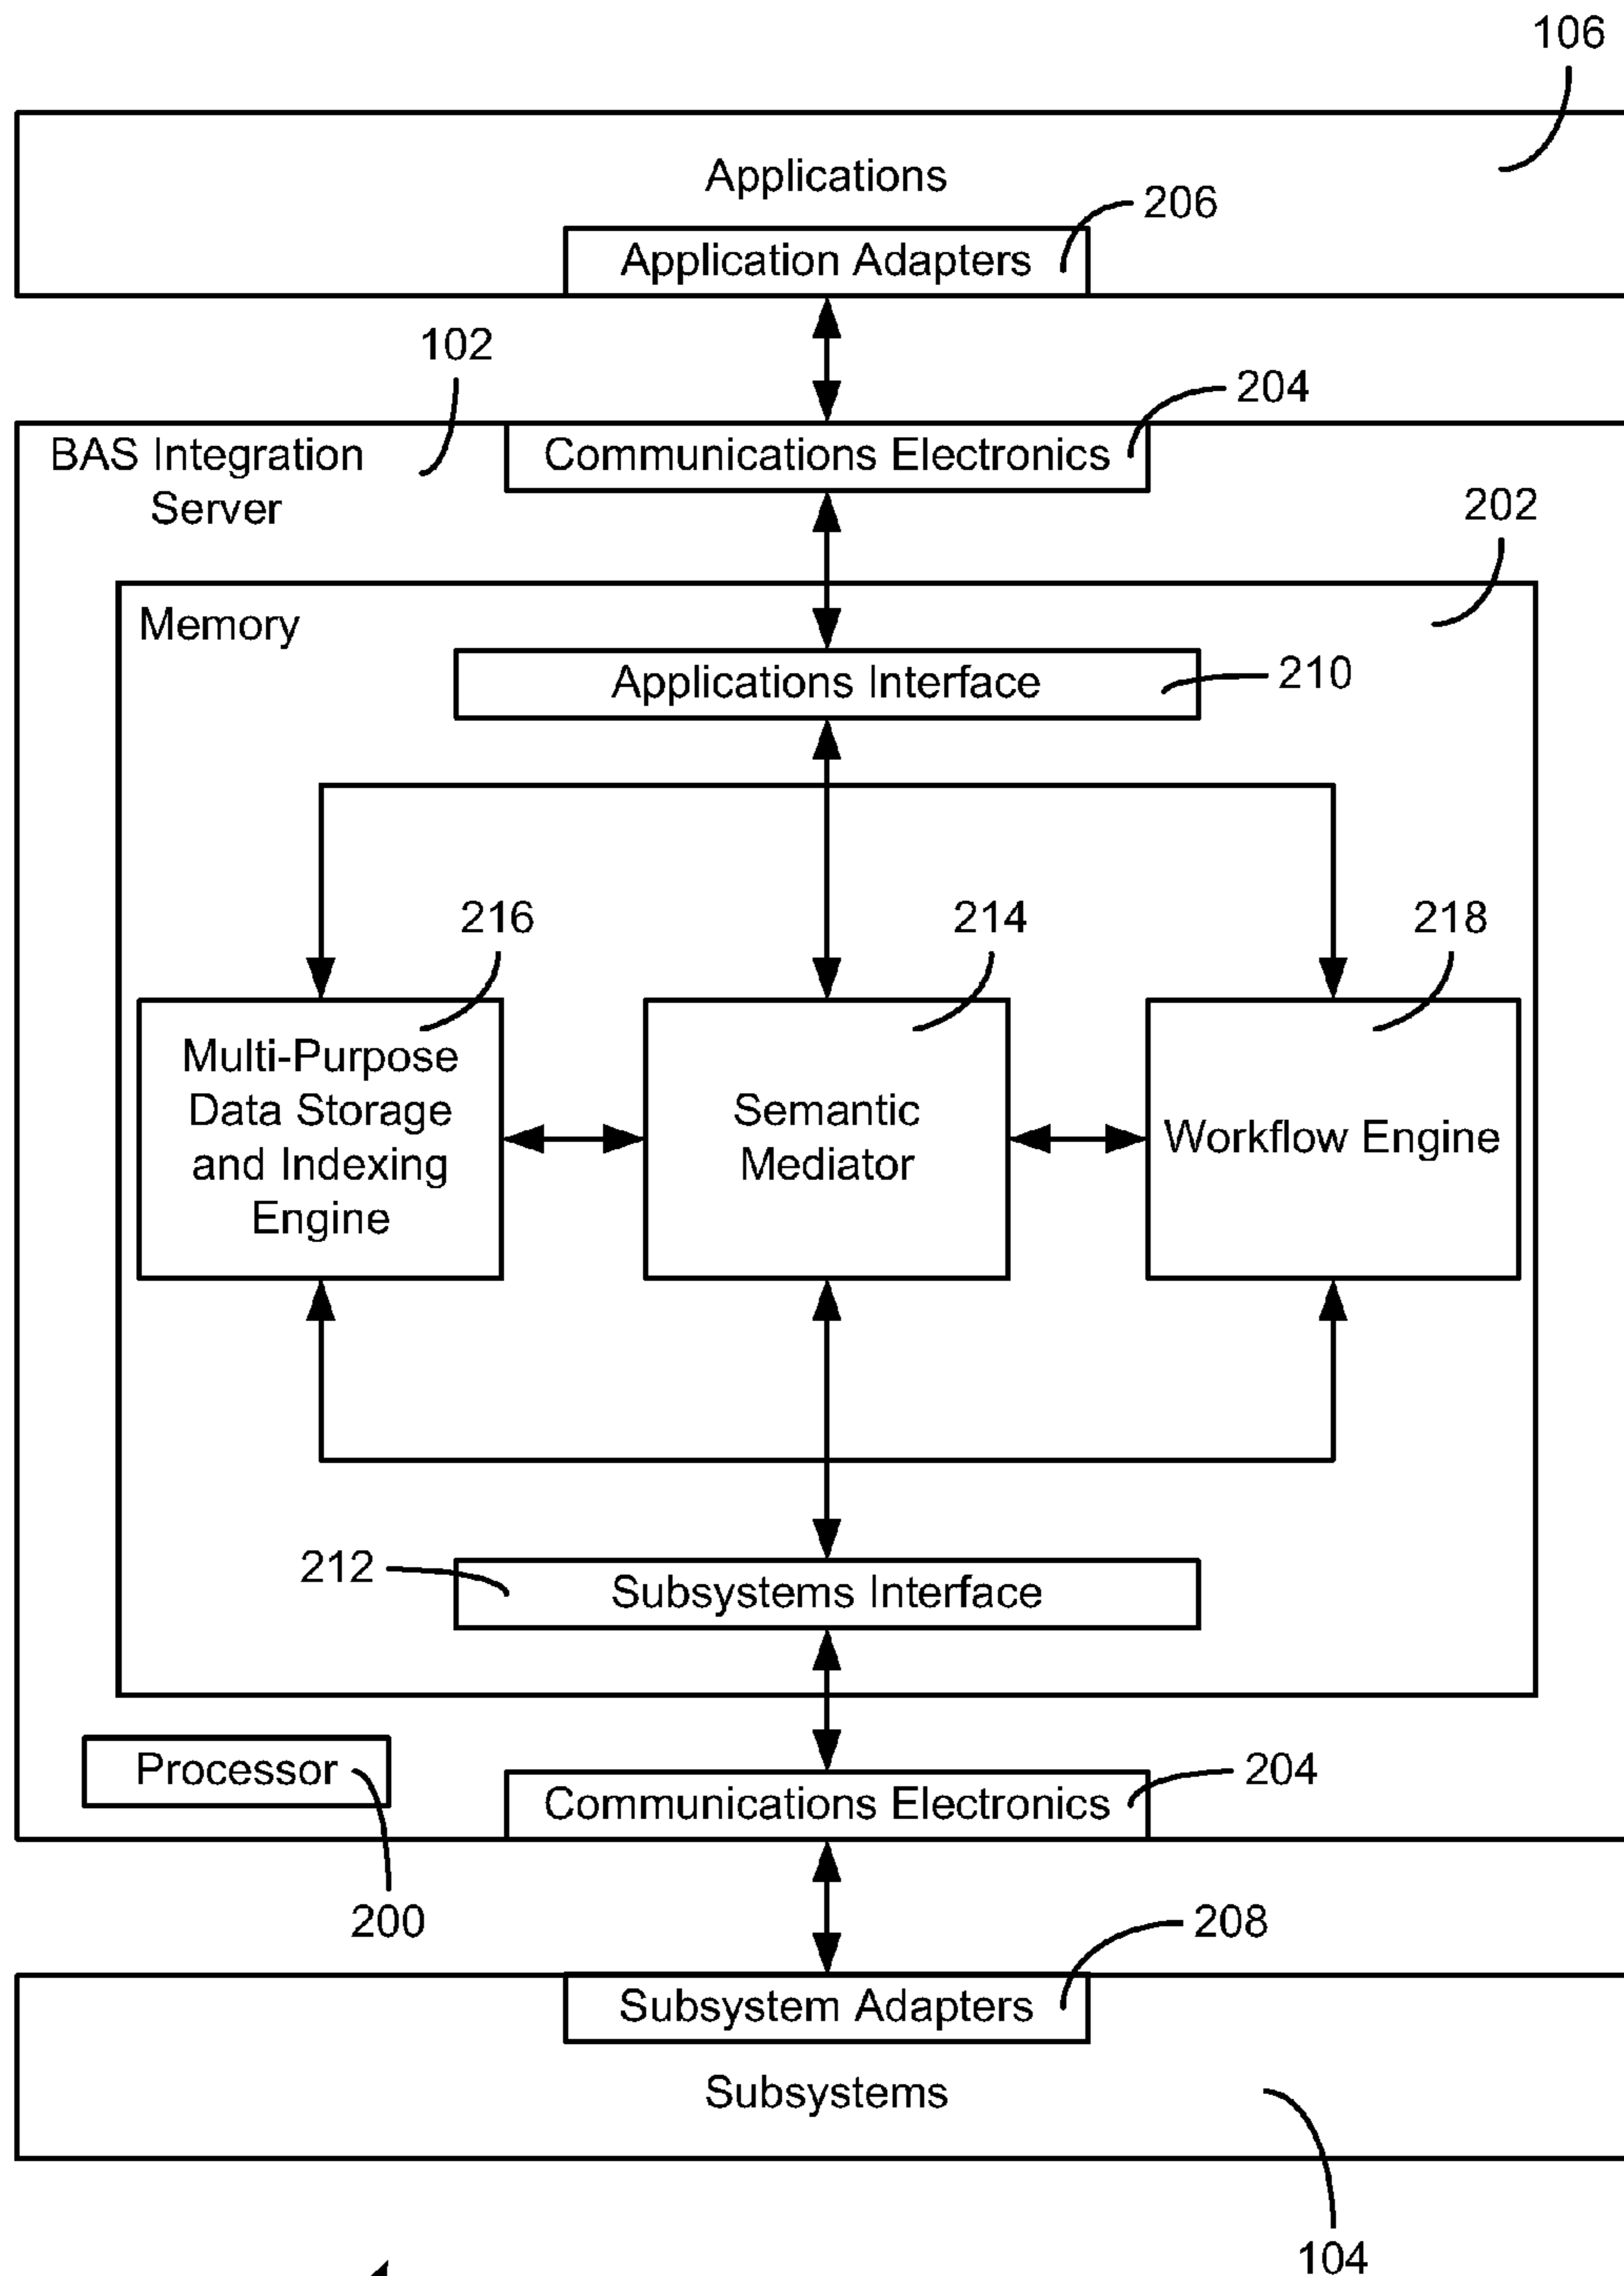 106
Applications
206
Application Adapters
102
204
BAS Integration
Server
Communications Electronics
202
Memory
Applications Interface
210
216
214
218
Multi-Purpose
Data Storage
and Indexing
Engine
Semantic
Mediator
Workflow Engine
212
Subsystems Interface
Processor
204
Communications Electronics
200
208
Subsystem Adapters
Subsystems
104